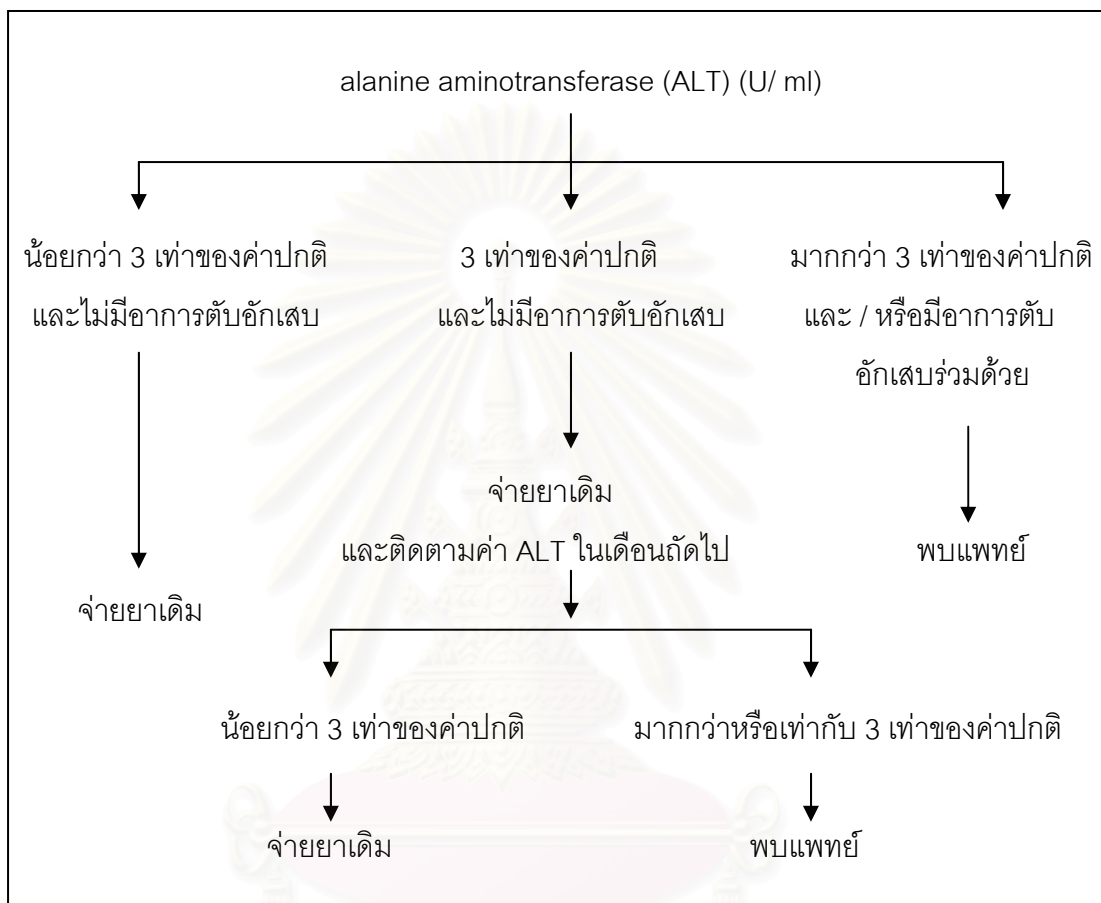 alanine aminotransferase (ALT) (U/ ml)
น้อยกว่า 3 เท่าของค่าปกติ
และไม่มีอาการตับอักเสบ
3 เท่าของค่าปกติ
และไม่มีอาการตับอักเสบ
มากกว่า 3 เท่าของค่าปกติ
และ / หรือมีอาการตับ
อักเสบร่วมด้วย
จ่ายยาเดิม
จ่ายยาเดิม
และติดตามค่า ALT ในเดือนถัดไป
พบแพทย์
น้อยกว่า 3 เท่าของค่าปกติ
มากกว่าหรือเท่ากับ 3 เท่าของค่าปกติ
จ่ายยาเดิม
พบแพทย์